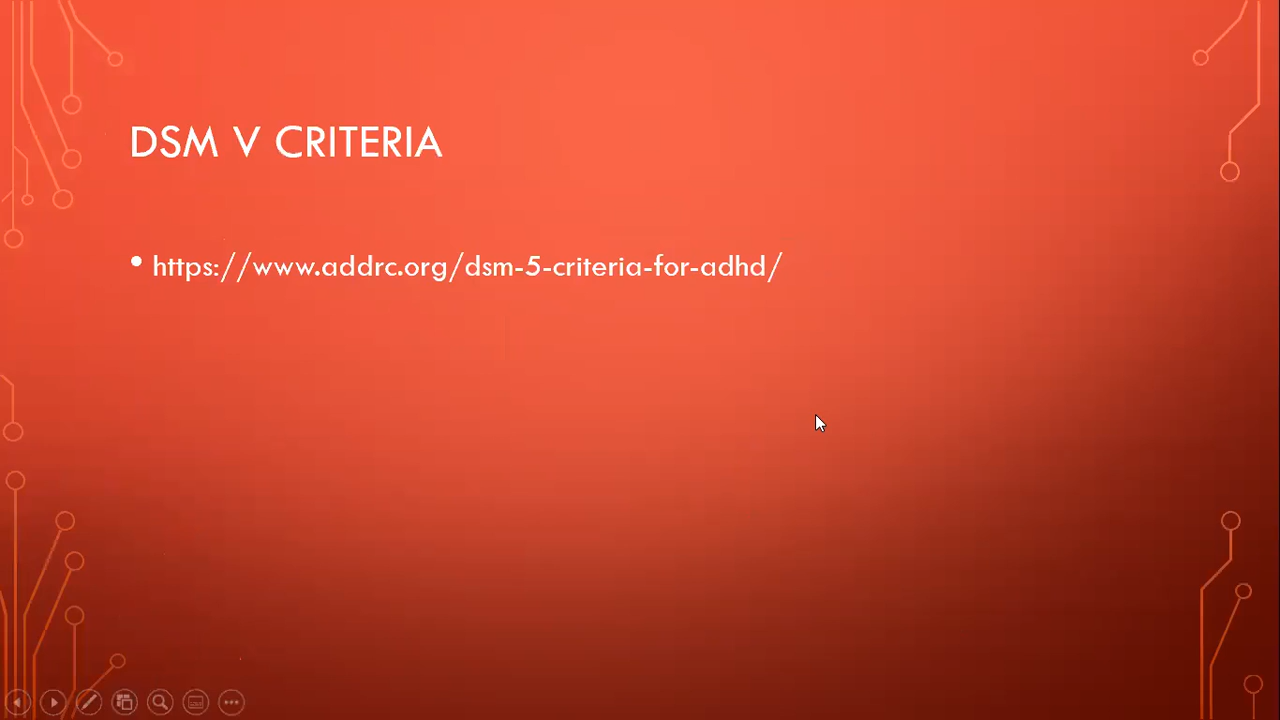 DSM V CRITERIA
• https://www.addrc.org/dsm-5-criteria-for-adhd/